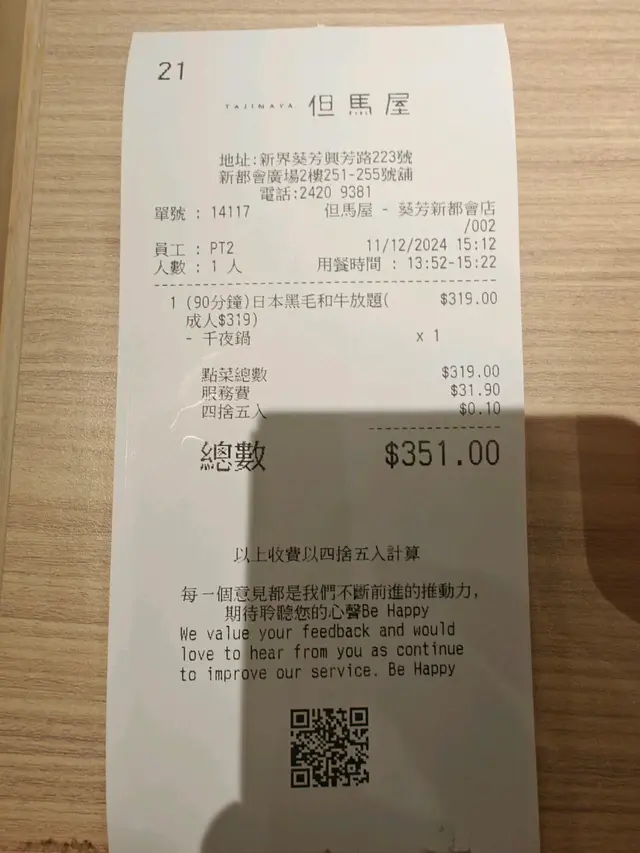 21
TAJIMAYA 但馬屋
地址:新界葵芳興芳路223號
新都會廣場2樓251-255號舖
電話:2420 9381
單號 : 14117 但馬屋 - 葵芳新都會店
/002
員工 : PT2 11/12/2024 15:12
人數 : 1 人 用餐時間 : 13:52-15:22
1 (90分鐘)日本黑毛和牛放題( $319.00
成人$319)
- 千夜鍋 x 1
點菜總數 $319.00
服務費 $31.90
四捨五入 $0.10
總數 $351.00
以上收費以四捨五入計算
每一個意見都是我們不斷前進的推動力,
期待聆聽您的心聲Be Happy
We value your feedback and would
love to hear from you as continue
to improve our service. Be Happy